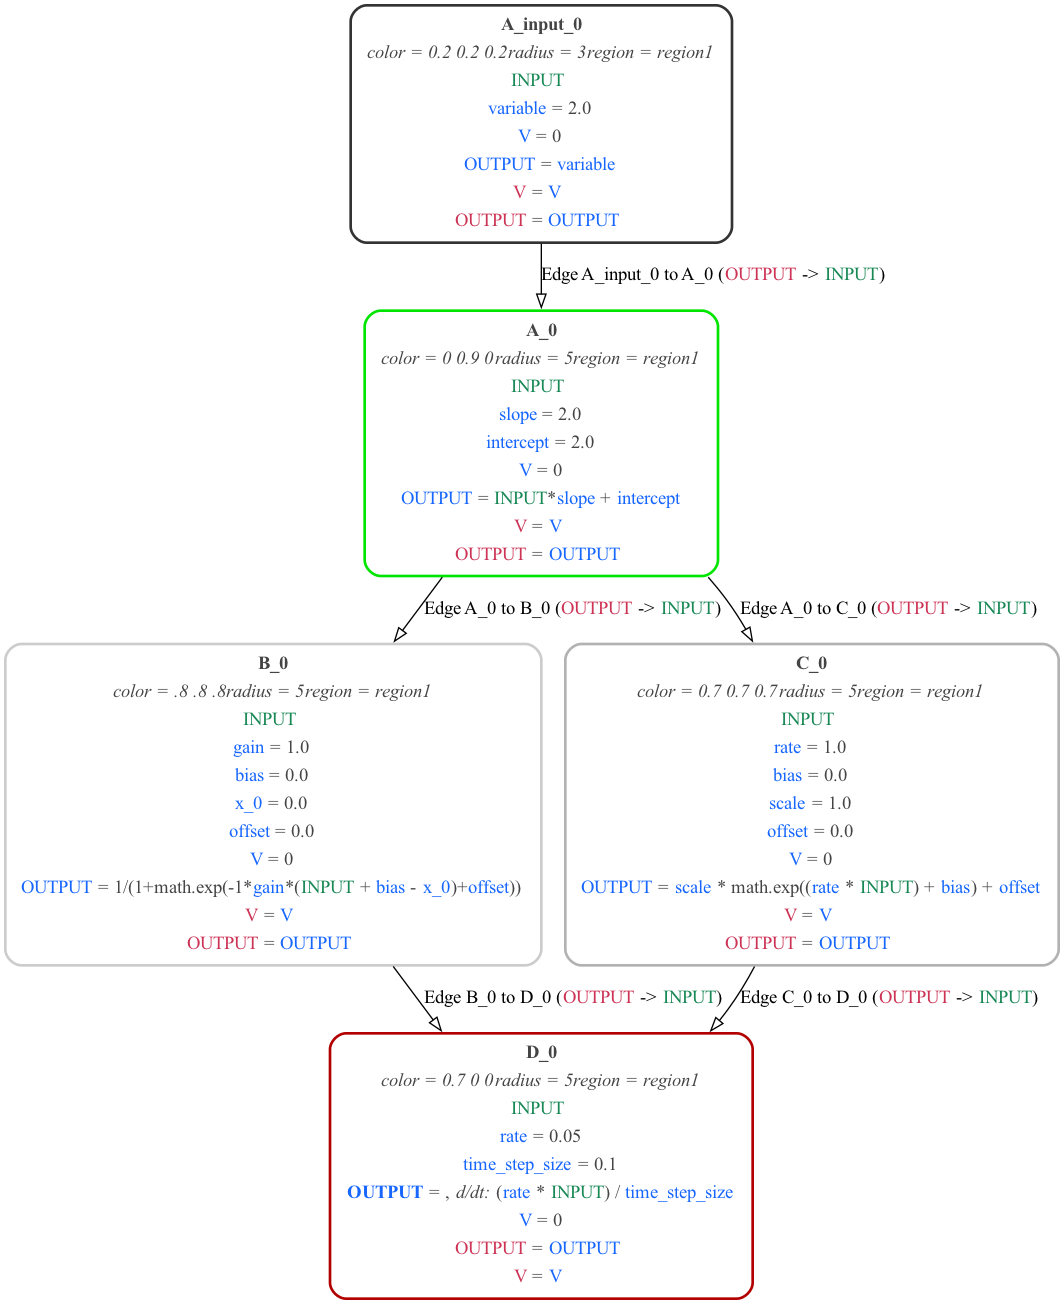 A_input_0
color = 0.2 0.2 0.2radius = 3region = region1
INPUT
variable = 2.0
V = 0
OUTPUT = variable
V = V
OUTPUT = OUTPUT
Edge A_input_0 to A_0 (OUTPUT -> INPUT)
A_0
color = 0 0.9 0radius = 5region = region1
INPUT
slope = 2.0
intercept = 2.0
V = 0
OUTPUT = INPUT*slope + intercept
V = V
OUTPUT = OUTPUT
Edge A_0 to B_0 (OUTPUT -> INPUT)
Edge A_0 to C_0 (OUTPUT -> INPUT)
B_0
color = .8 .8 .8radius = 5region = region1
INPUT
gain = 1.0
bias = 0.0
x_0 = 0.0
offset = 0.0
V = 0
OUTPUT = 1/(1+math.exp(-1*gain*(INPUT + bias - x_0)+offset))
V = V
OUTPUT = OUTPUT
C_0
color = 0.7 0.7 0.7radius = 5region = region1
INPUT
rate = 1.0
bias = 0.0
scale = 1.0
offset = 0.0
V = 0
OUTPUT = scale * math.exp((rate * INPUT) + bias) + offset
V = V
OUTPUT = OUTPUT
Edge B_0 to D_0 (OUTPUT -> INPUT)
Edge C_0 to D_0 (OUTPUT -> INPUT)
D_0
color = 0.7 0 0radius = 5region = region1
INPUT
rate = 0.05
time_step_size = 0.1
OUTPUT = , d/dt: (rate * INPUT) / time_step_size
V = 0
OUTPUT = OUTPUT
V = V